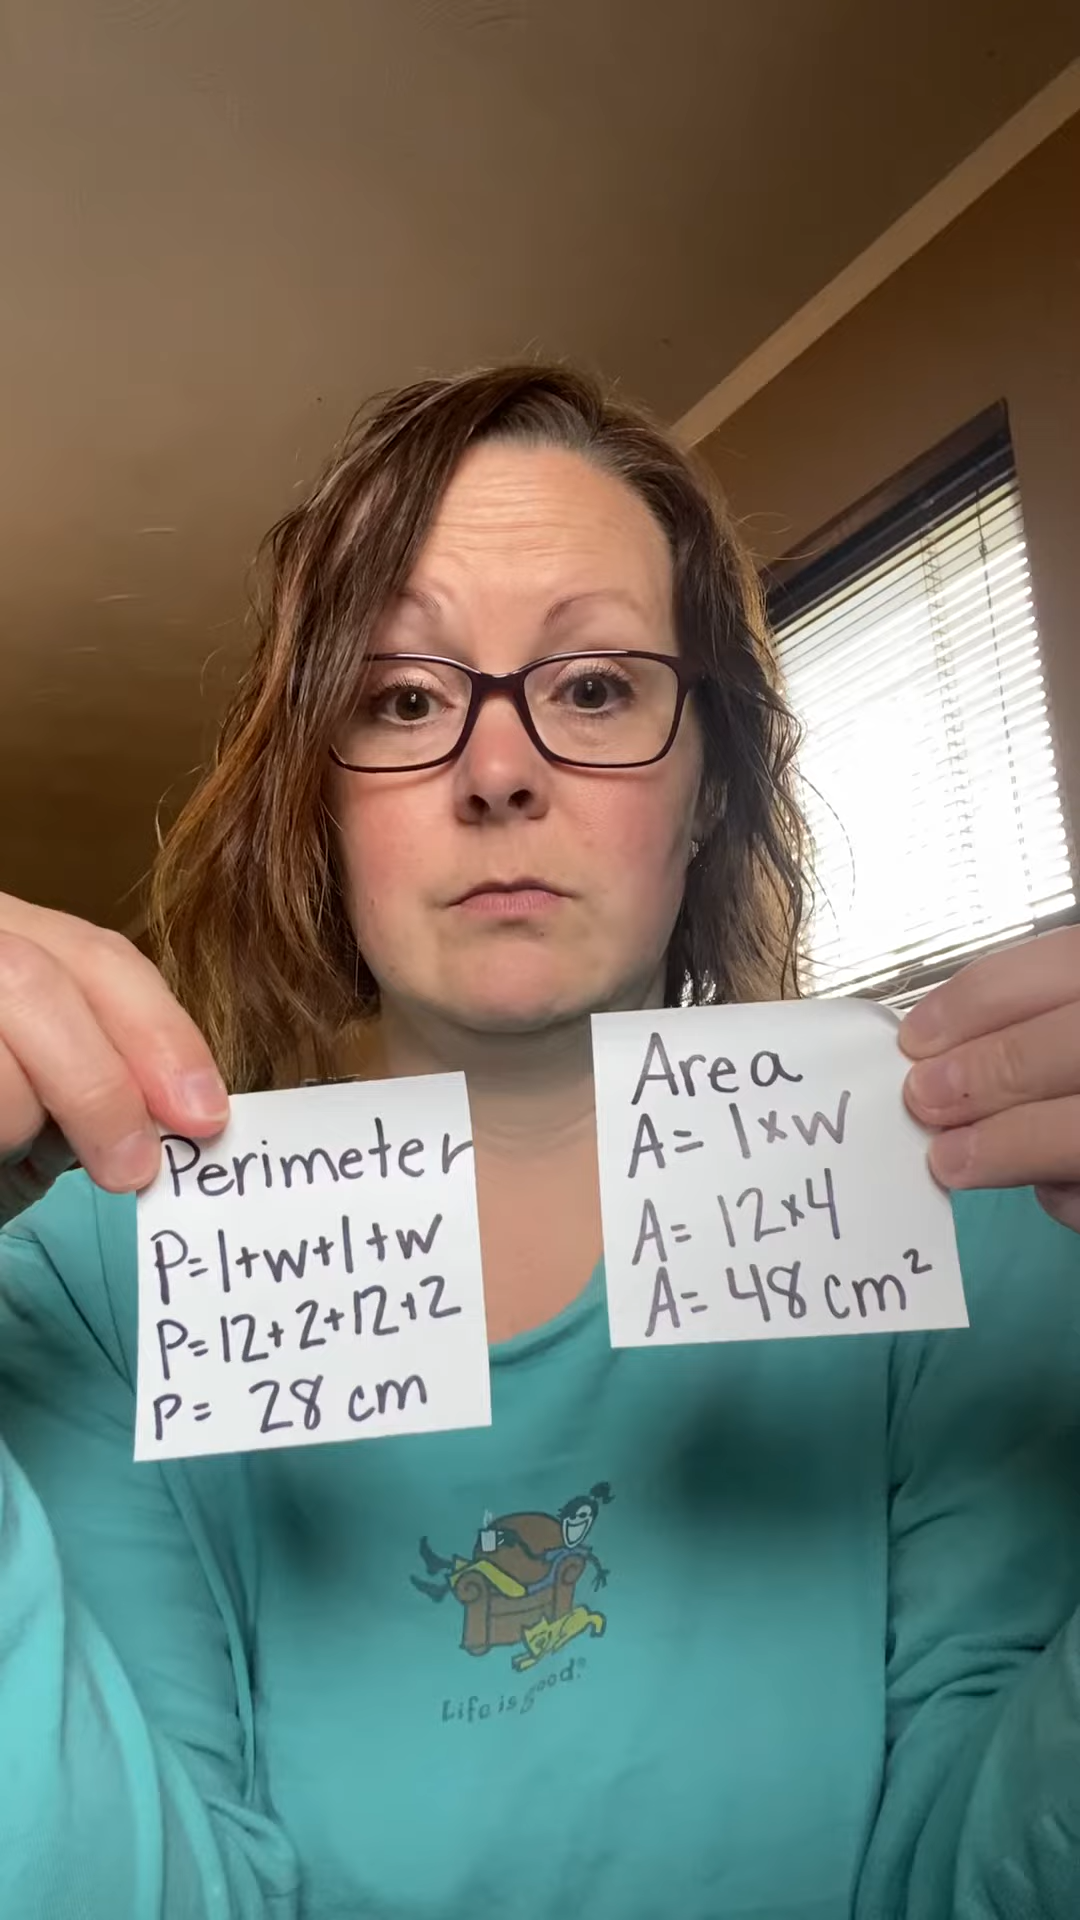 Perimeter
P=l+w+l+w
P=12+2+12+2
P= 28 cm
Area
A= l×w
A= 12×4
A= 48 cm²
Life is good.®